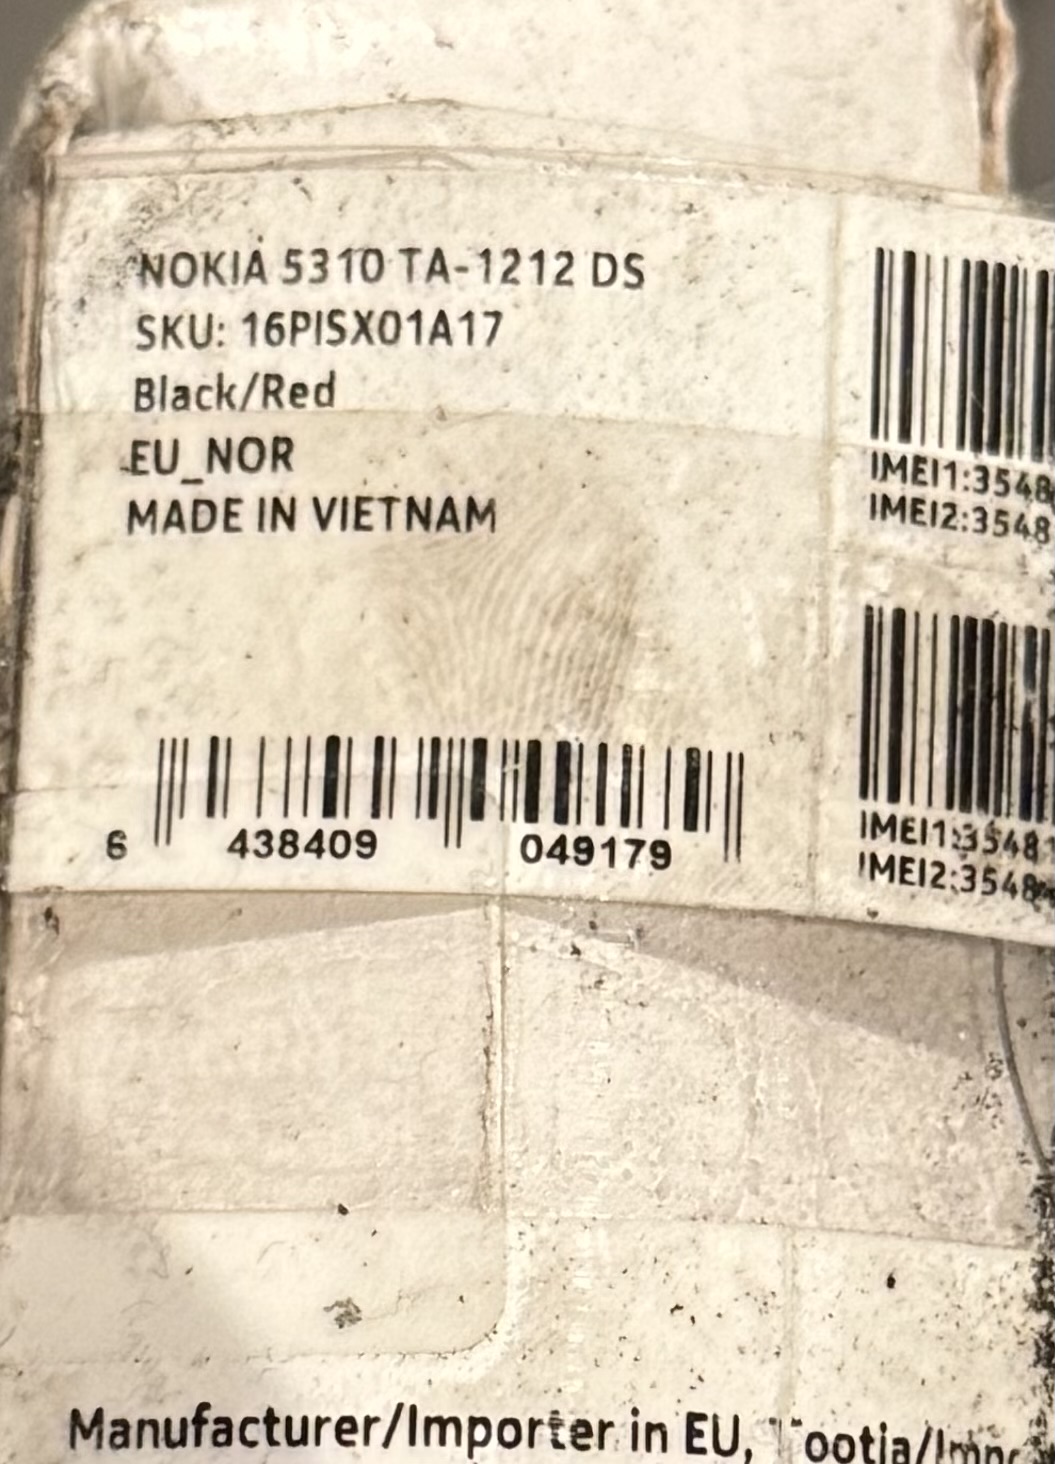 NOKIA 5310 TA-1212 DS
SKU: 16PISX01A17
Black/Red
EU_NOR
MADE IN VIETNAM
6 438409 049179
IMEI1:3548
IMEI2:3548
IMEI1:3548
IMEI2:3548
Manufacturer/Importer in EU,